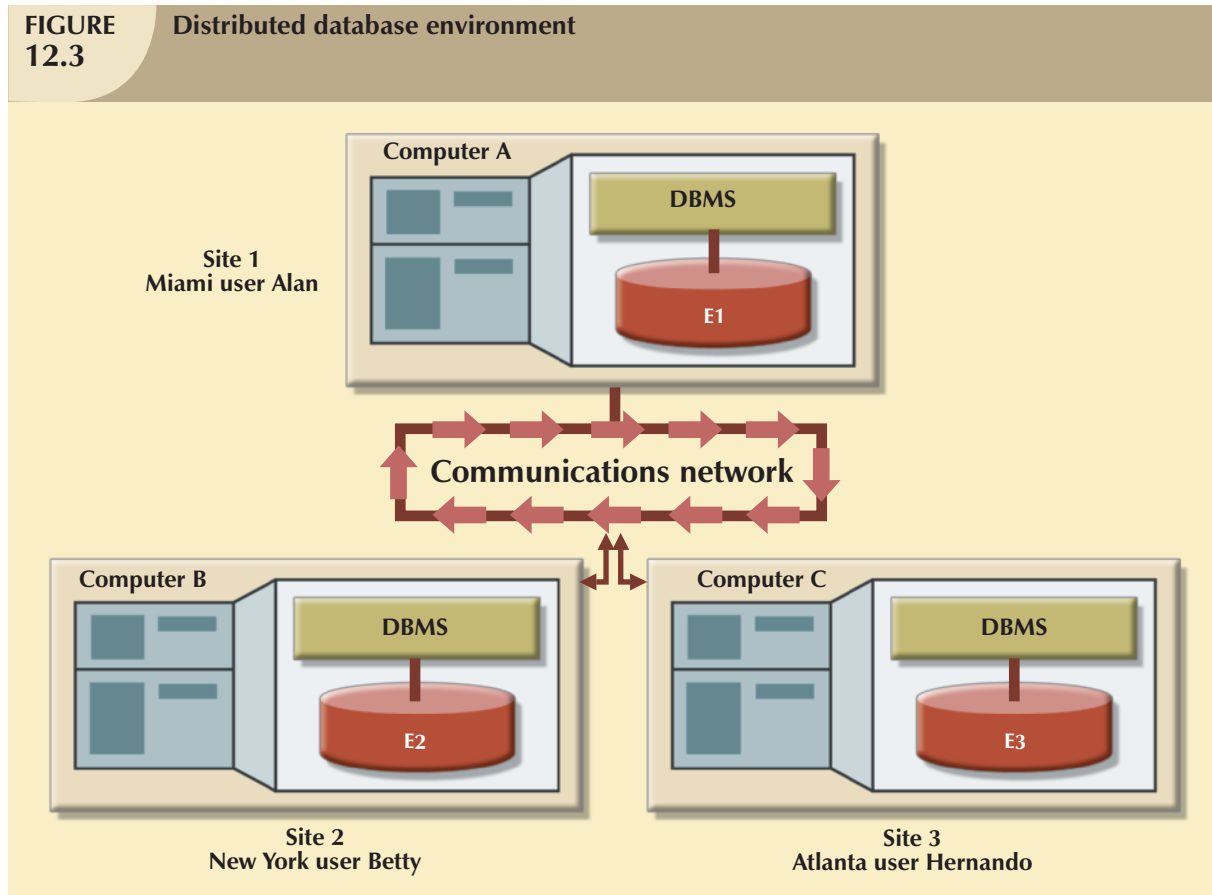 FIGURE
12.3
Distributed database environment
Computer A
DBMS
E1
Site 1
Miami user Alan
Communications network
Computer B
DBMS
E2
Site 2
New York user Betty
Computer C
DBMS
E3
Site 3
Atlanta user Hernando